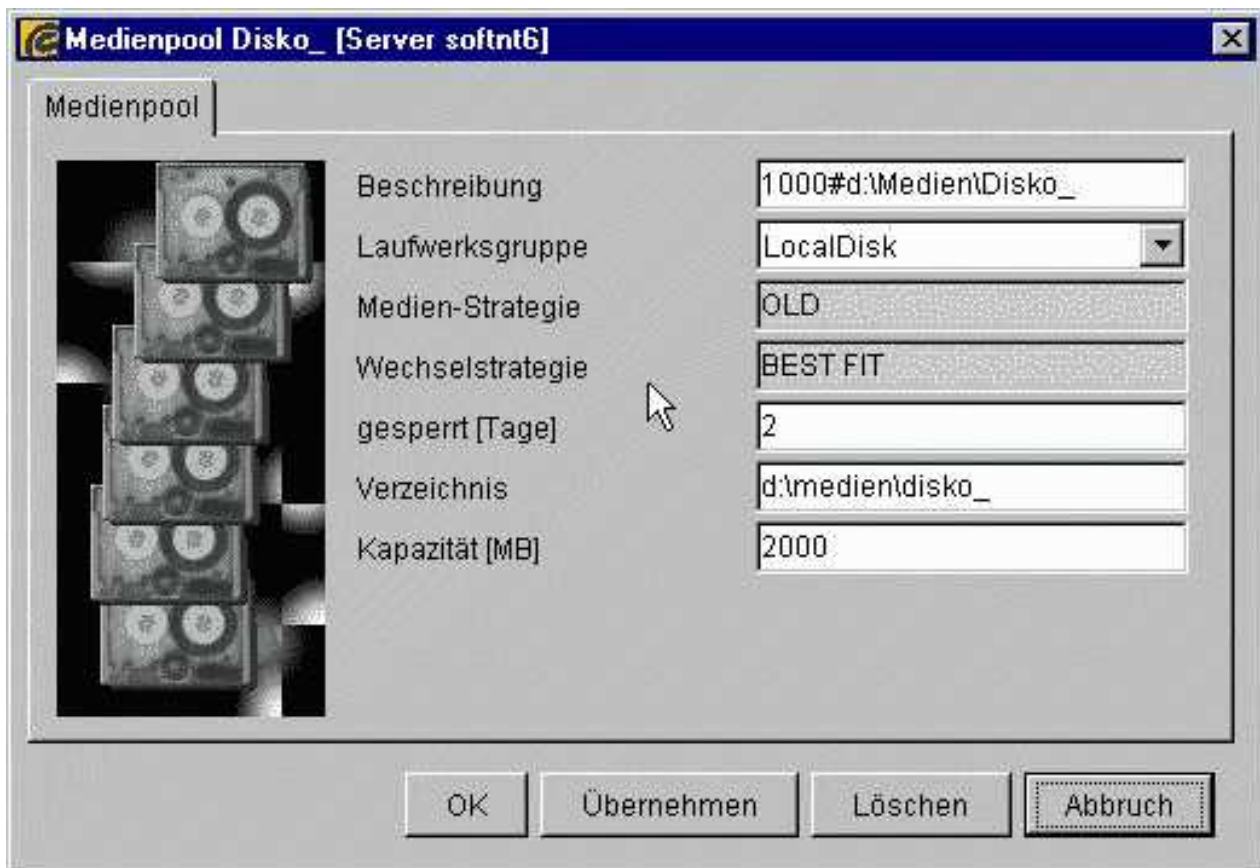 Medienpool Disko_ [Server softnt6]
Medienpool
Beschreibung 1000#d:\Medien\Disko_
Laufwerksgruppe LocalDisk
Medien-Strategie OLD
Wechselstrategie BEST FIT
gesperrt [Tage] 2
Verzeichnis d:\medien\disko_
Kapazität [MB] 2000
OK Übernehmen Löschen Abbruch